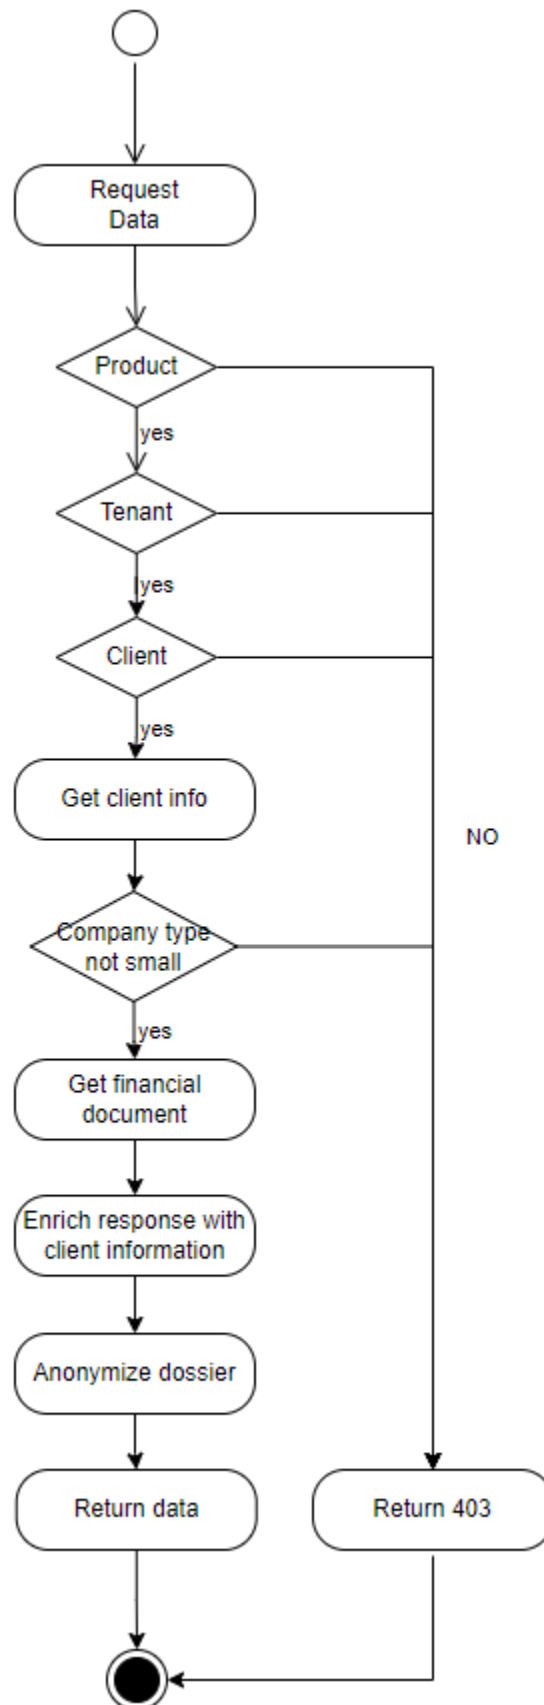 Request
Data
Product
yes
Tenant
yes
Client
yes
Get client info
NO
Company type
not small
yes
Get financial
document
Enrich response with
client information
Anonymize dossier
Return data
Return 403